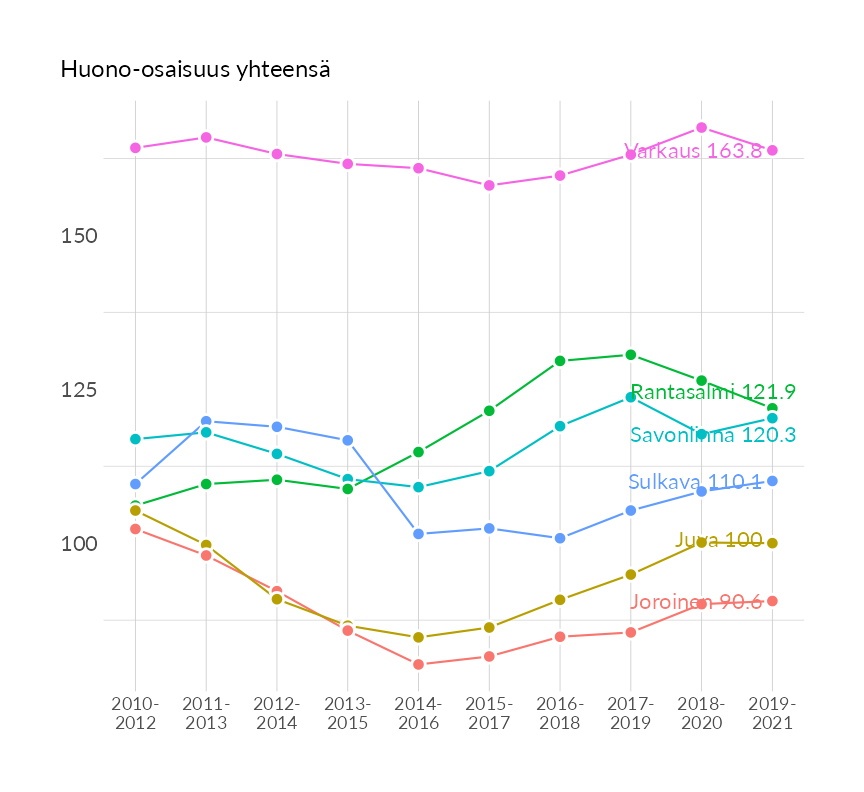 Huono-osaisuus yhteensä
Varkaus 163.8
150
125
Rantasalmi 121.9
Savonlinna 120.3
Sulkava 110.1
100
Juva 100
Joroinen 90.6
2010- 2011- 2012- 2013- 2014- 2015- 2016- 2017- 2018- 2019-
2012 2013 2014 2015 2016 2017 2018 2019 2020 2021